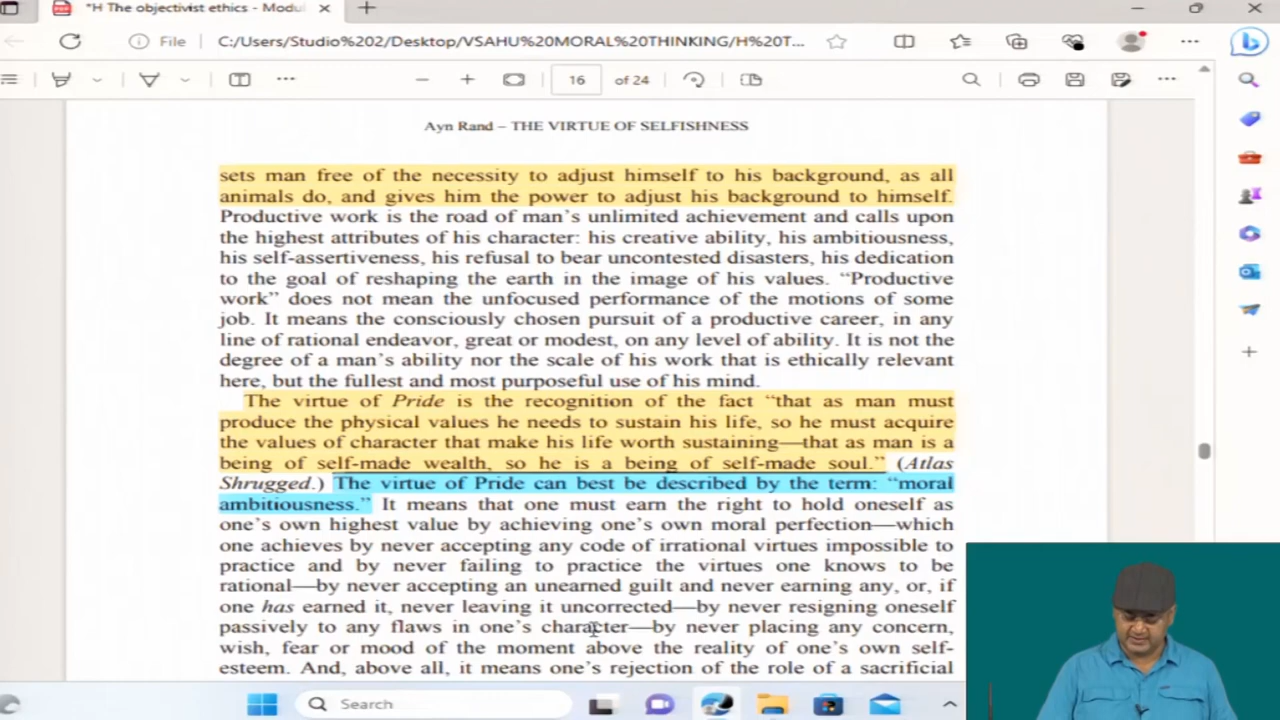 *H The objectivist ethics - Modu
File
C:/Users/Studio%202/Desktop/VSAHU%20MORAL%20THINKING/H%20T...
16 of 24
Ayn Rand – THE VIRTUE OF SELFISHNESS
sets man free of the necessity to adjust himself to his background, as all
animals do, and gives him the power to adjust his background to himself.
Productive work is the road of man’s unlimited achievement and calls upon
the highest attributes of his character: his creative ability, his ambitiousness,
his self-assertiveness, his refusal to bear uncontested disasters, his dedication
to the goal of reshaping the earth in the image of his values. “Productive
work” does not mean the unfocused performance of the motions of some
job. It means the consciously chosen pursuit of a productive career, in any
line of rational endeavor, great or modest, on any level of ability. It is not the
degree of a man’s ability nor the scale of his work that is ethically relevant
here, but the fullest and most purposeful use of his mind.
The virtue of Pride is the recognition of the fact “that as man must
produce the physical values he needs to sustain his life, so he must acquire
the values of character that make his life worth sustaining—that as man is a
being of self-made wealth, so he is a being of self-made soul.” (Atlas
Shrugged.) The virtue of Pride can best be described by the term: “moral
ambitiousness.” It means that one must earn the right to hold oneself as
one’s own highest value by achieving one’s own moral perfection—which
one achieves by never accepting any code of irrational virtues impossible to
practice and by never failing to practice the virtues one knows to be
rational—by never accepting an unearned guilt and never earning any, or, if
one has earned it, never leaving it uncorrected—by never resigning oneself
passively to any flaws in one’s character—by never placing any concern,
wish, fear or mood of the moment above the reality of one’s own self-
esteem. And, above all, it means one’s rejection of the role of a sacrificial
Search